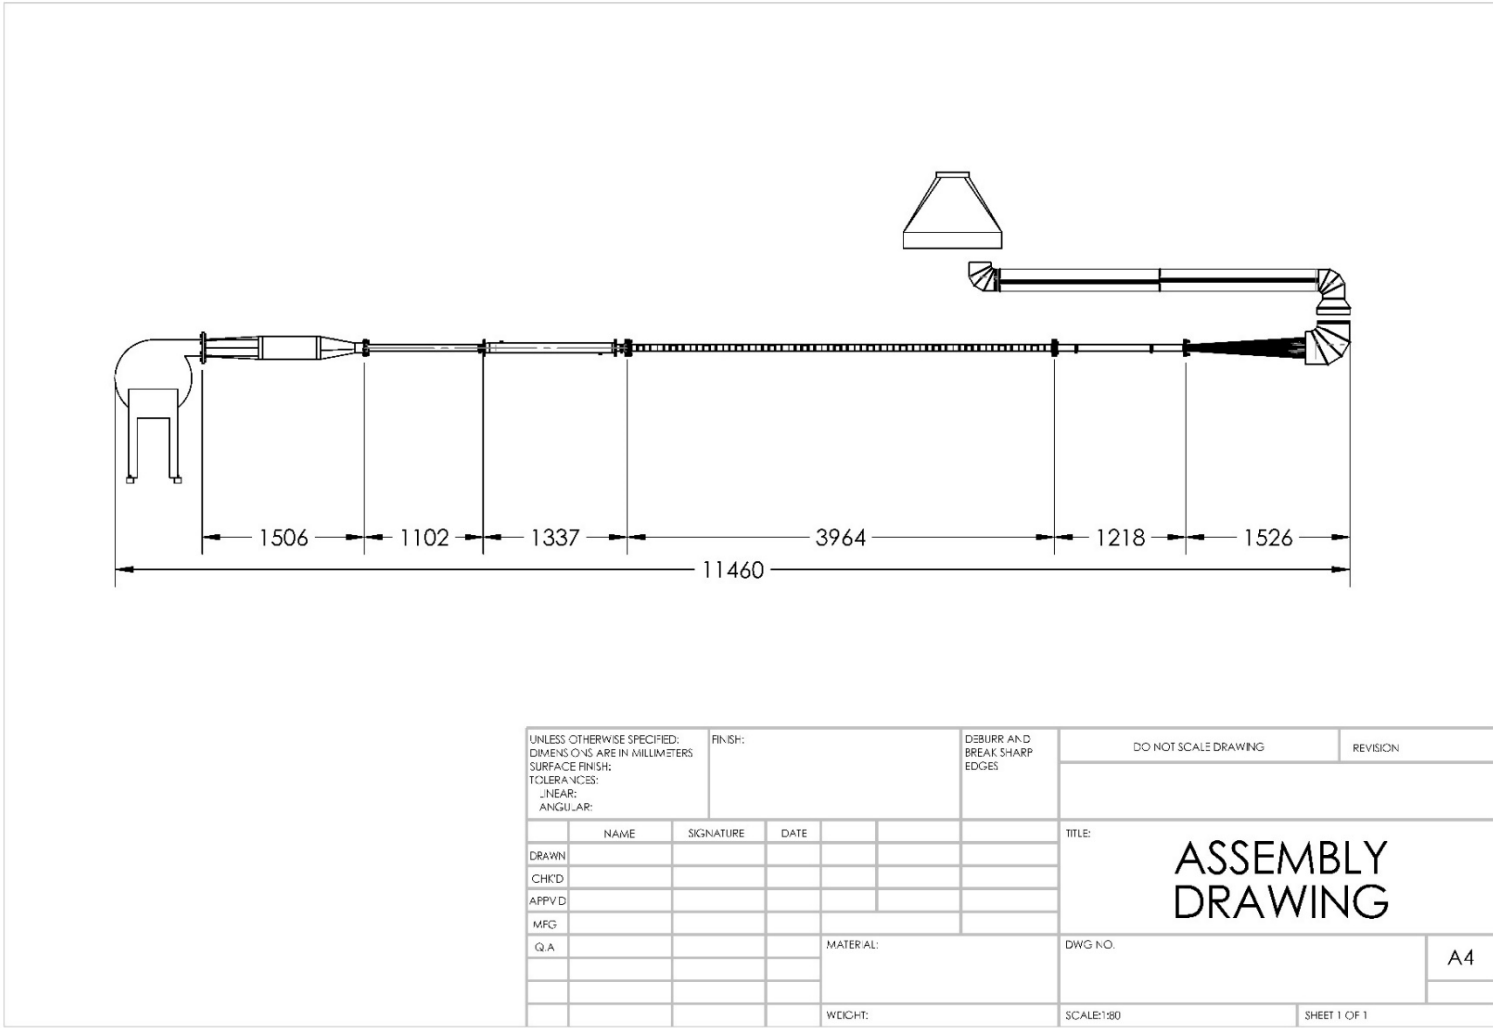 1506
1102
1337
3964
1218
1526
11460
UNLESS OTHERWISE SPECIFIED:
DIMENSIONS ARE IN MILLIMETERS
SURFACE FINISH:
TOLERANCES:
LINEAR:
ANGULAR:
FINISH:
DEBURR AND
BREAK SHARP
EDGES
DO NOT SCALE DRAWING
REVISION
NAME
SIGNATURE
DATE
DRAWN
CHK'D
APPV'D
MFG
Q.A
TITLE:
ASSEMBLY
DRAWING
MATERIAL:
DWG NO.
A4
WEIGHT:
SCALE:1:80
SHEET 1 OF 1